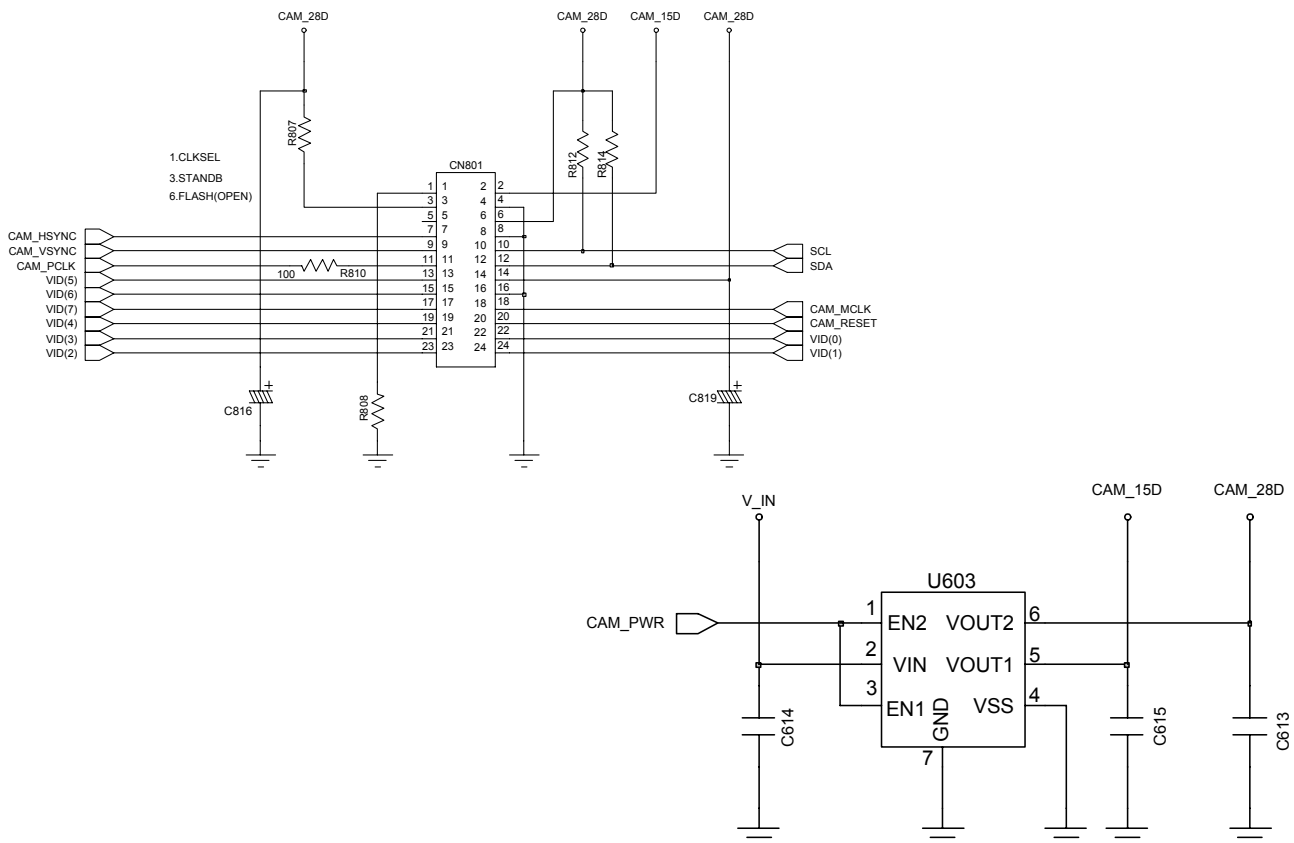 CAM_28D
CAM_28D CAM_15D CAM_28D
R807
R812
R814
1.CLKSEL
3.STANDB
6.FLASH(OPEN)
CN801
1 1 2 2
3 3 4 4
5 5 6 6
7 7 8 8
9 9 10 10
11 11 12 12
13 13 14 14
15 15 16 16
17 17 18 18
19 19 20 20
21 21 22 22
23 23 24 24
CAM_HSYNC
CAM_VSYNC
CAM_PCLK
VID(5)
VID(6)
VID(7)
VID(4)
VID(3)
VID(2)
100 R810
SCL
SDA
CAM_MCLK
CAM_RESET
VID(0)
VID(1)
+
C816
R808
+
C819
V_IN
CAM_15D
CAM_28D
U603
CAM_PWR
1 EN2 VOUT2 6
2 VIN VOUT1 5
3 EN1 VSS 4
GND
7
C614
C615
C613